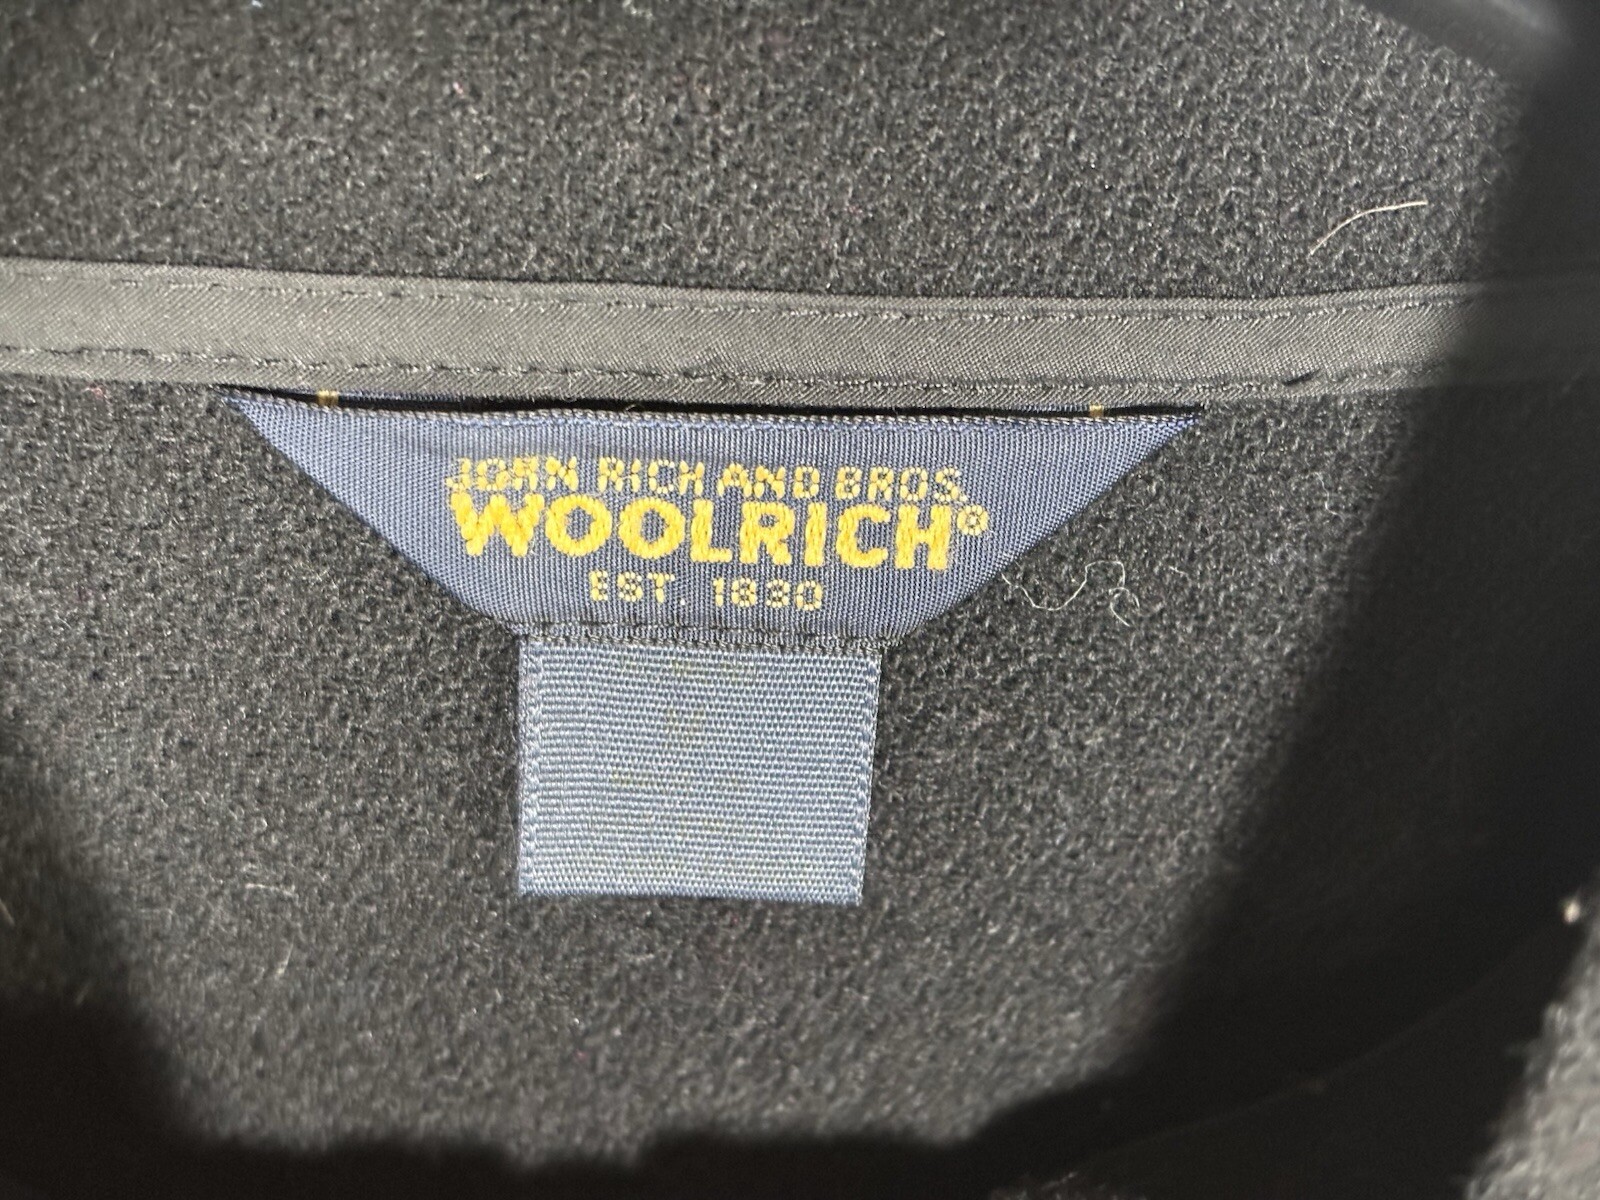 JOHN RICH AND BROS.
WOOLRICH®
EST. 1830